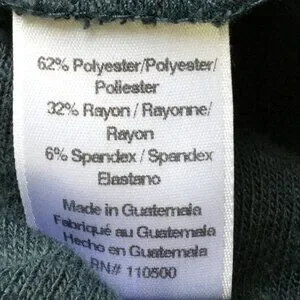 62% Polyester/Polyester/
Poliester
32% Rayon / Rayonne/
Rayon
6% Spandex / Spandex
Elastano
Made in Guatemala
Fabriqué au Guatemala
Hecho en Guatemala
RN# 110500